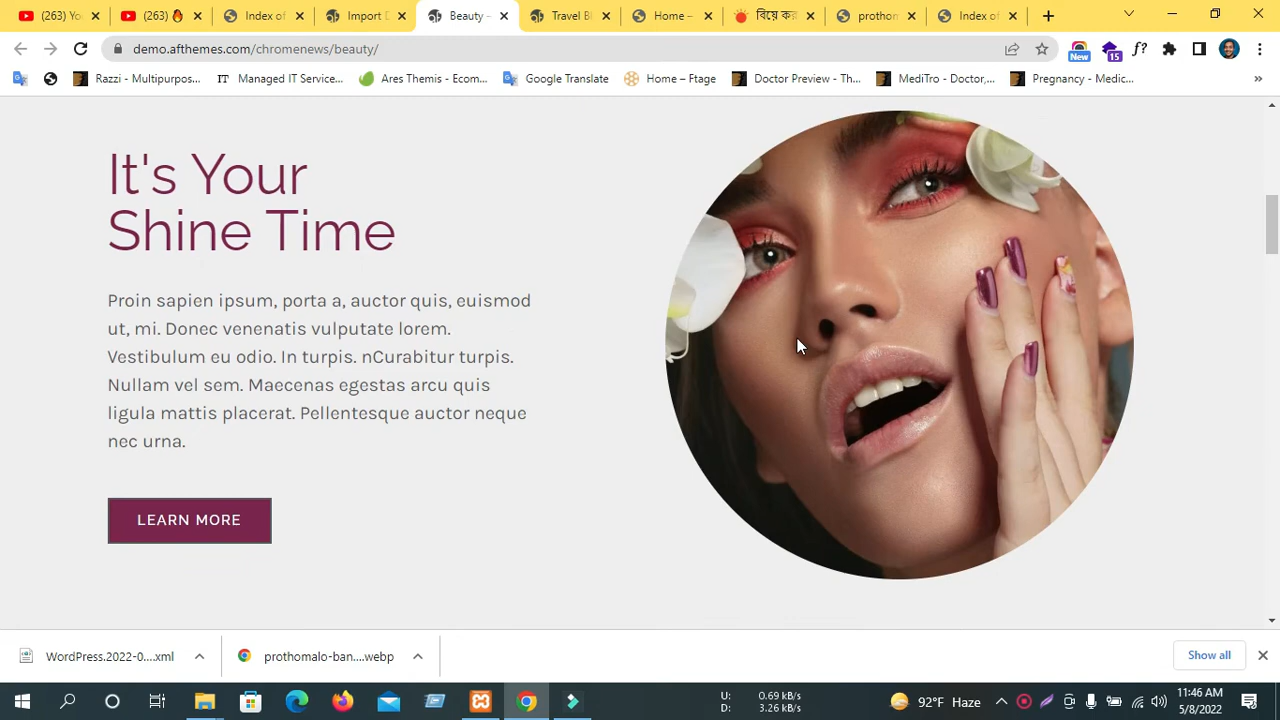 (263) Yo
(263)
Index of
Import D
Beauty –
Travel Bl
Home –
বিয়ে কর
prothom
Index of
demo.afthemes.com/chromenews/beauty/
New
15
f?
Razzi - Multipurpos...
IT Managed IT Service...
Ares Themis - Ecom...
Google Translate
Home – Ftage
Doctor Preview - Th...
MediTro - Doctor,...
Pregnancy - Medic...
»
It's Your
Shine Time
Proin sapien ipsum, porta a, auctor quis, euismod
ut, mi. Donec venenatis vulputate lorem.
Vestibulum eu odio. In turpis. nCurabitur turpis.
Nullam vel sem. Maecenas egestas arcu quis
ligula mattis placerat. Pellentesque auctor neque
nec urna.
LEARN MORE
WordPress.2022-0....xml
prothomalo-ban....webp
Show all
U: 0.69 kB/s
D: 3.26 kB/s
92°F Haze
11:46 AM
5/8/2022